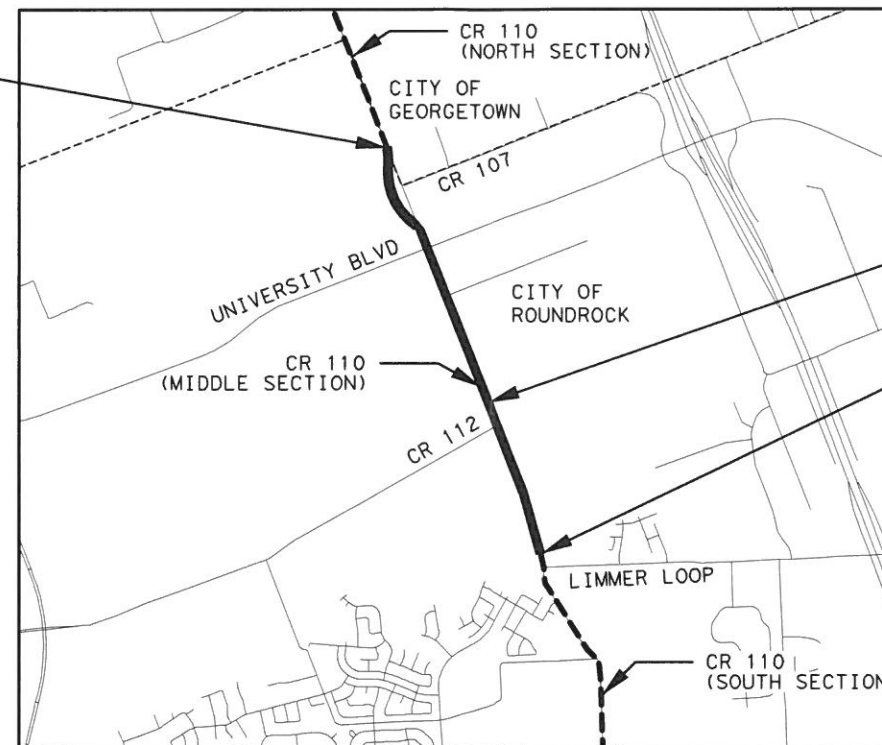 CR 110
(NORTH SECTION)
CITY OF
GEORGETOWN
CR 107
UNIVERSITY BLVD
CITY OF
ROUNDROCK
CR 110
(MIDDLE SECTION)
CR 112
LIMMER LOOP
CR 110
(SOUTH SECTION